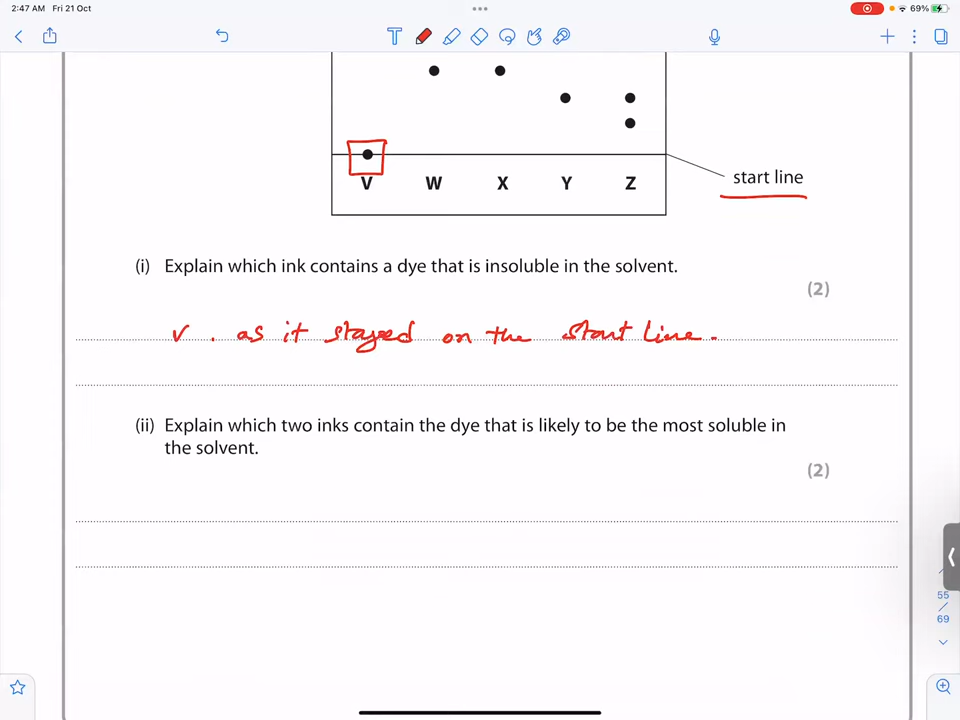 2:47 AM Fri 21 Oct
69%
T
start line
V W X Y Z
(i) Explain which ink contains a dye that is insoluble in the solvent.
(2)
V . as it stayed on the start line.
(ii) Explain which two inks contain the dye that is likely to be the most soluble in
the solvent.
(2)
55
/
69